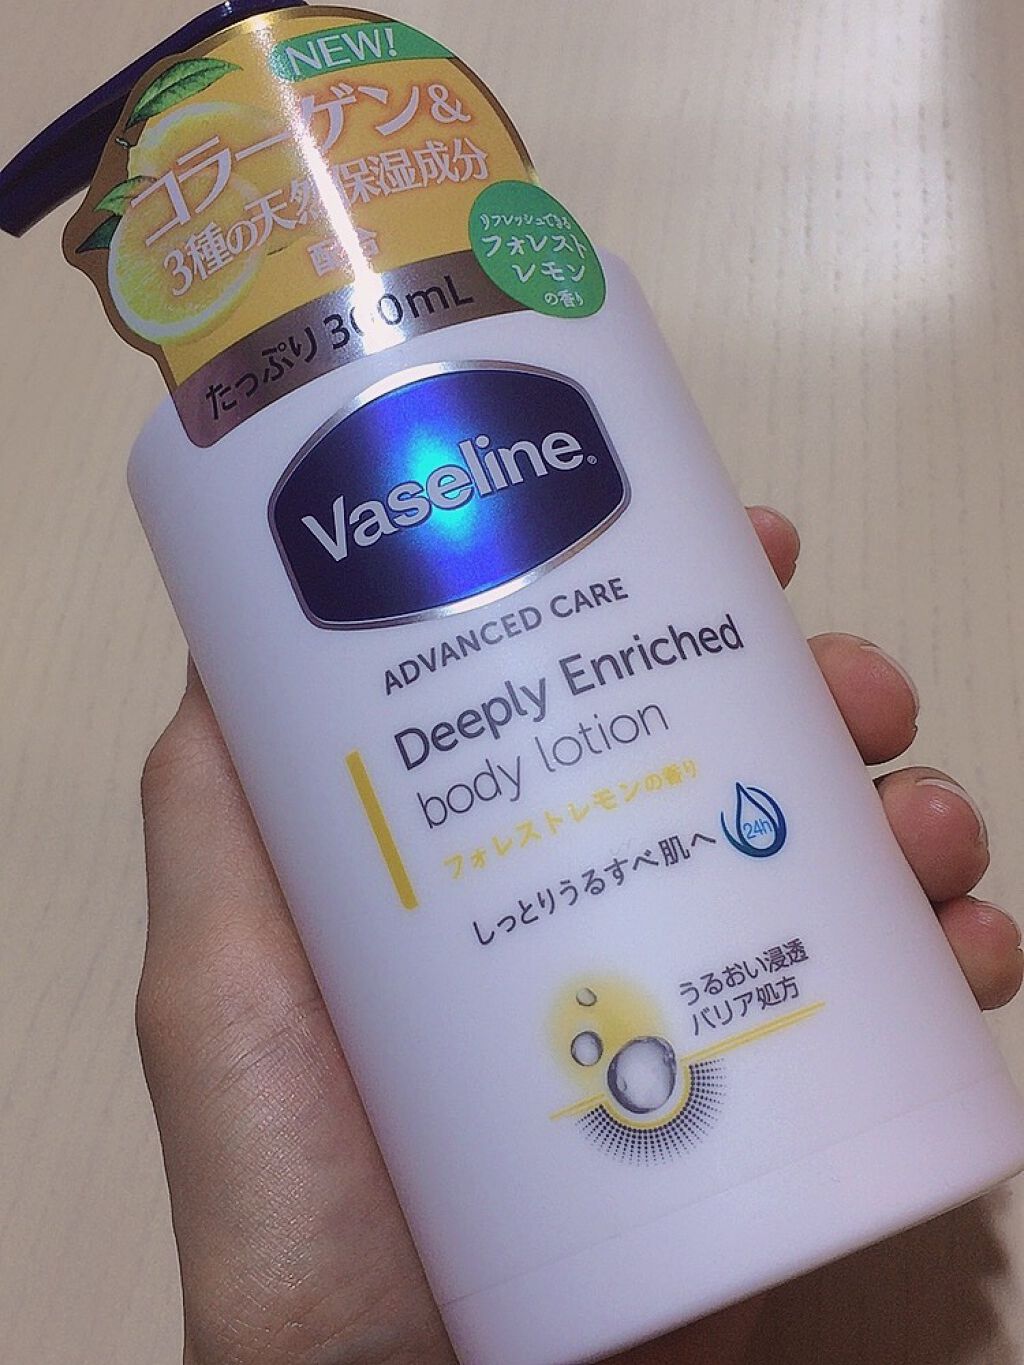 NEW!
コラーゲン&
3種の天然保湿成分
配合
リフレッシュできる
フォレスト
レモン
の香り
たっぷり300mL
Vaseline®
ADVANCED CARE
Deeply Enriched
body lotion
フォレストレモンの香り
しっとりうるすべ肌へ
24h
うるおい浸透
バリア処方